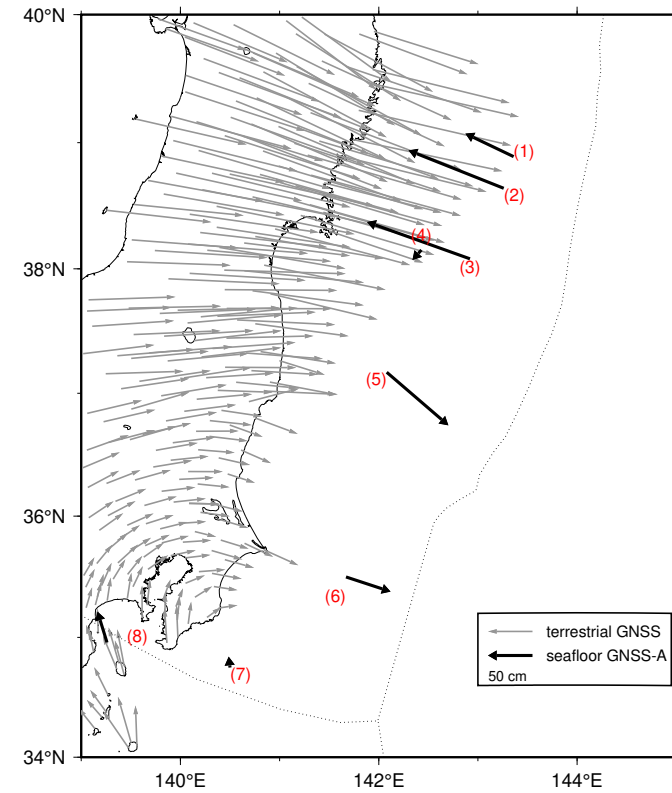 40°N
(1)
(2)
(4)
(3)
38°N
(5)
36°N
(6)
terrestrial GNSS
(8)
seafloor GNSS-A
(7)
50 cm
34°N
140°E
142°E
144°E